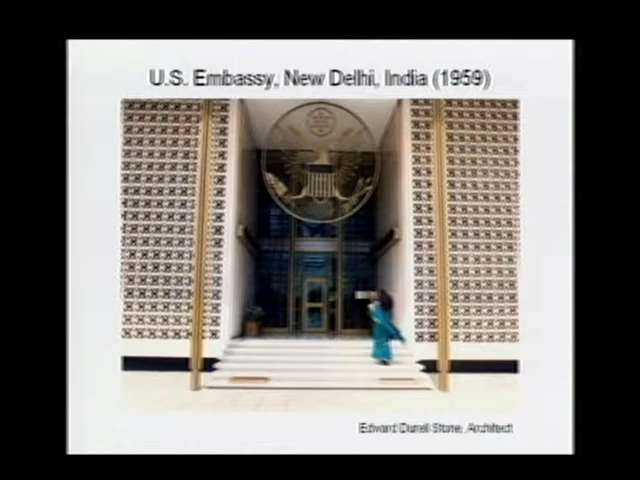 U.S. Embassy, New Delhi, India (1959)
Edward Durell Stone, Architect